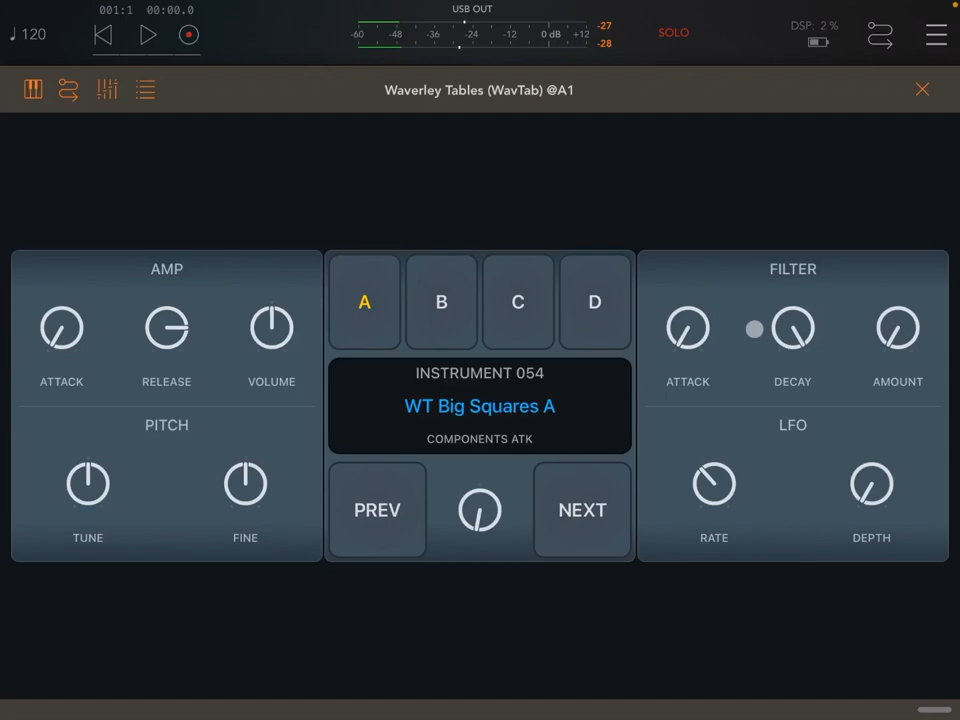 001:1 00:00.0
USB OUT
♩120
-60 -48 -36 -24 -12 0 dB +12
-27
-28
SOLO
DSP: 2 %
Waverley Tables (WavTab) @A1
AMP
ATTACK RELEASE VOLUME
PITCH
TUNE FINE
A B C D
INSTRUMENT 054
WT Big Squares A
COMPONENTS ATK
PREV NEXT
FILTER
ATTACK DECAY AMOUNT
LFO
RATE DEPTH